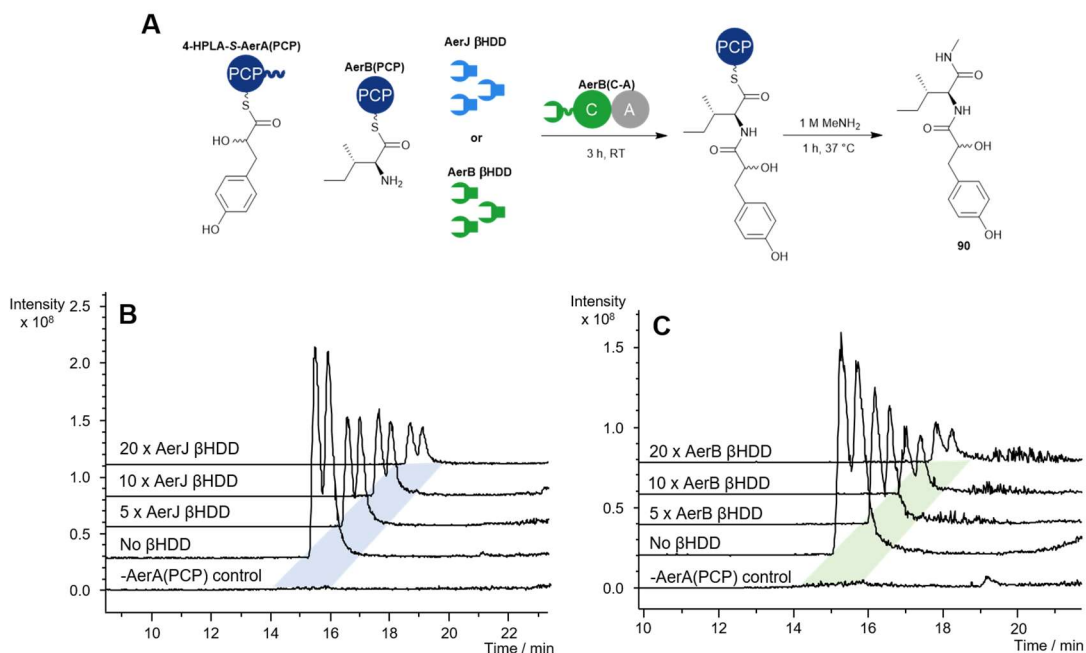 A
4-HPLA-S-AerA(PCP)
PCP
S
O
HO
HO
AerB(PCP)
PCP
S
O
NH2
AerJ βHDD
or
AerB βHDD
AerB(C-A)
C
A
3 h, RT
PCP
S
O
NH
O
OH
OH
1 M MeNH2
1 h, 37 °C
HN
O
NH
O
OH
OH
90
Intensity
x 10⁸
B
2.5
2.0
1.5
1.0
0.5
0.0
20 x AerJ βHDD
10 x AerJ βHDD
5 x AerJ βHDD
No βHDD
-AerA(PCP) control
10 12 14 16 18 20 22
Time / min
Intensity
x 10⁸
C
1.5
1.0
0.5
0.0
20 x AerB βHDD
10 x AerB βHDD
5 x AerB βHDD
No βHDD
-AerA(PCP) control
10 12 14 16 18 20
Time / min